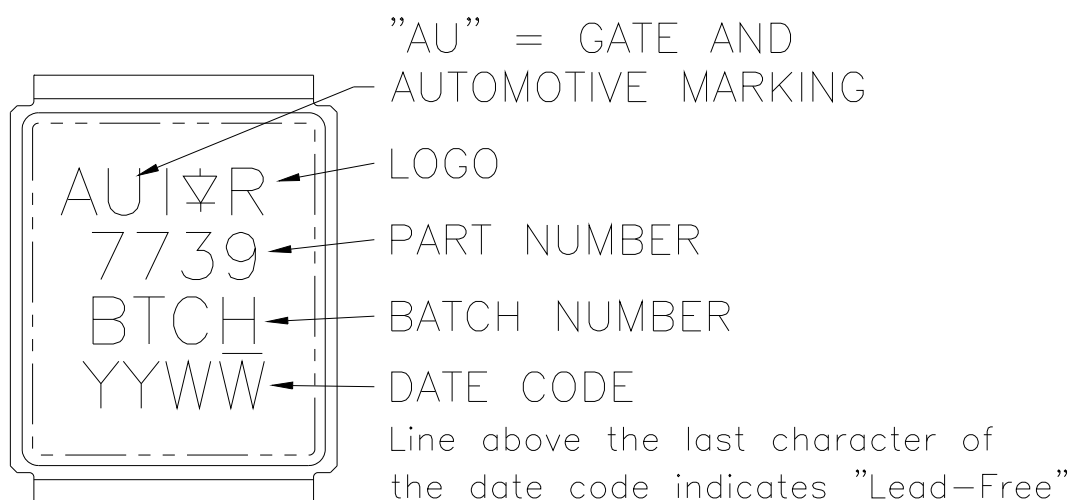 "AU" = GATE AND
AUTOMOTIVE MARKING
AUI R
LOGO
7739
PART NUMBER
BTCH
BATCH NUMBER
YYWW̅
DATE CODE
Line above the last character of
the date code indicates "Lead-Free"